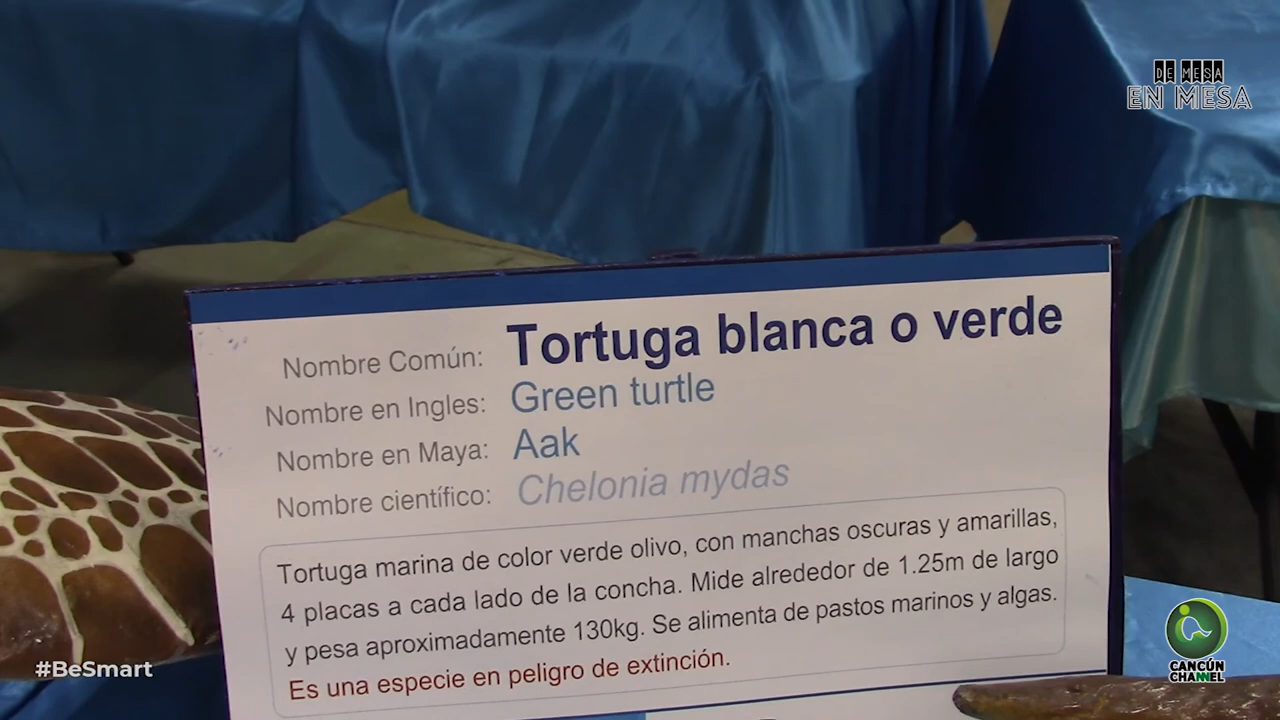 DE MESA
EN MESA
Nombre Común: Tortuga blanca o verde
Nombre en Ingles: Green turtle
Nombre en Maya: Aak
Nombre científico: Chelonia mydas
Tortuga marina de color verde olivo, con manchas oscuras y amarillas,
4 placas a cada lado de la concha. Mide alrededor de 1.25m de largo
y pesa aproximadamente 130kg. Se alimenta de pastos marinos y algas.
Es una especie en peligro de extinción.
#BeSmart
CANCÚN
CHANNEL